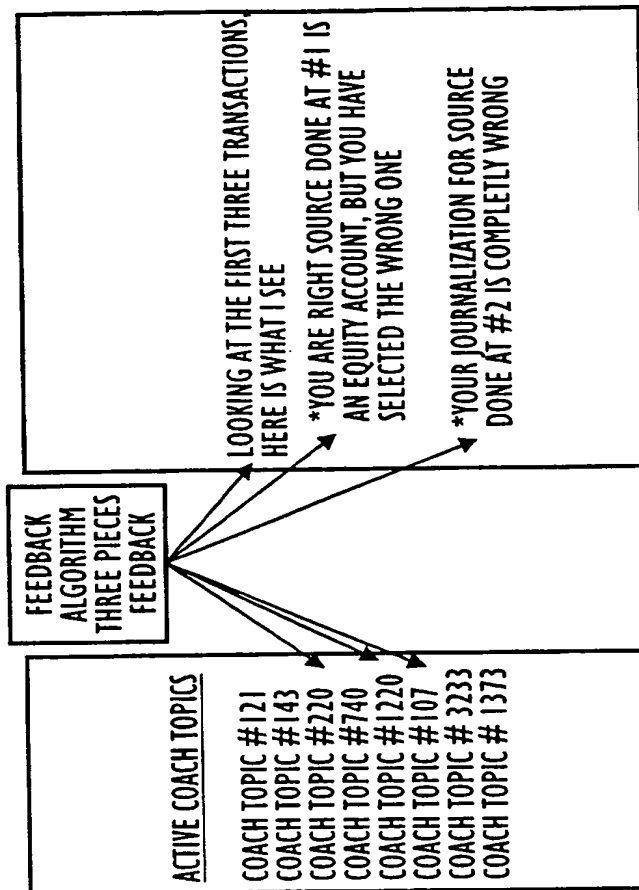 ACTIVE COACH TOPICS
COACH TOPIC #121
COACH TOPIC #143
COACH TOPIC #220
COACH TOPIC #740
COACH TOPIC #1220
COACH TOPIC #107
COACH TOPIC # 3233
COACH TOPIC # 1373
FEEDBACK
ALGORITHM
THREE PIECES
FEEDBACK
LOOKING AT THE FIRST THREE TRANSACTIONS,
HERE IS WHAT I SEE
*YOU ARE RIGHT SOURCE DONE AT #1 IS
AN EQUITY ACCOUNT, BUT YOU HAVE
SELECTED THE WRONG ONE
*YOUR JOURNALIZATION FOR SOURCE
DONE AT #2 IS COMPLETLY WRONG